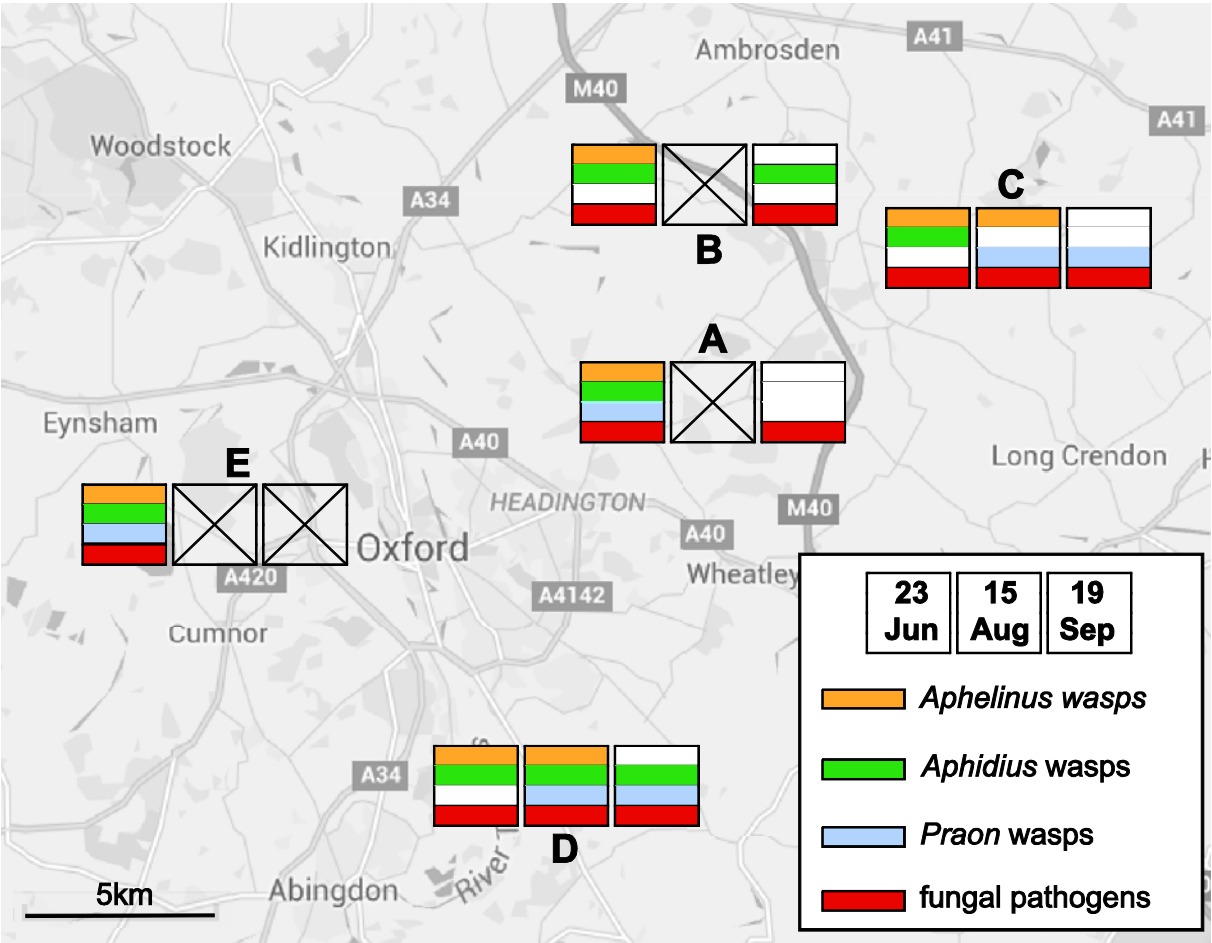 Ambrosden
A41
M40
A41
Woodstock
C
A34
B
Kidlington
A
Eynsham
A40
Long Crendon
E
HEADINGTON
M40
A40
Oxford
Wheatley
A420
A4142
Cumnor
23 Jun
15 Aug
19 Sep
Aphelinus wasps
Aphidius wasps
Praon wasps
fungal pathogens
A34
D
River
Abingdon
5km